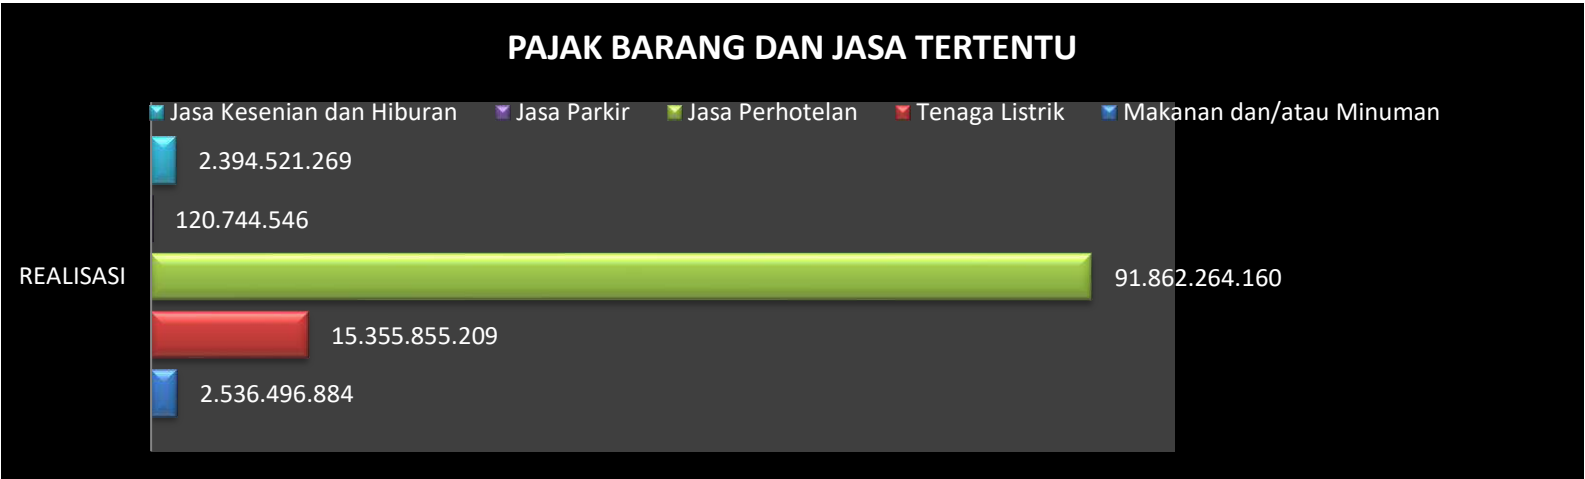 PAJAK BARANG DAN JASA TERTENTU
Jasa Kesenian dan Hiburan Jasa Parkir Jasa Perhotelan Tenaga Listrik Makanan dan/atau Minuman
2.394.521.269
120.744.546
REALISASI 91.862.264.160
15.355.855.209
2.536.496.884